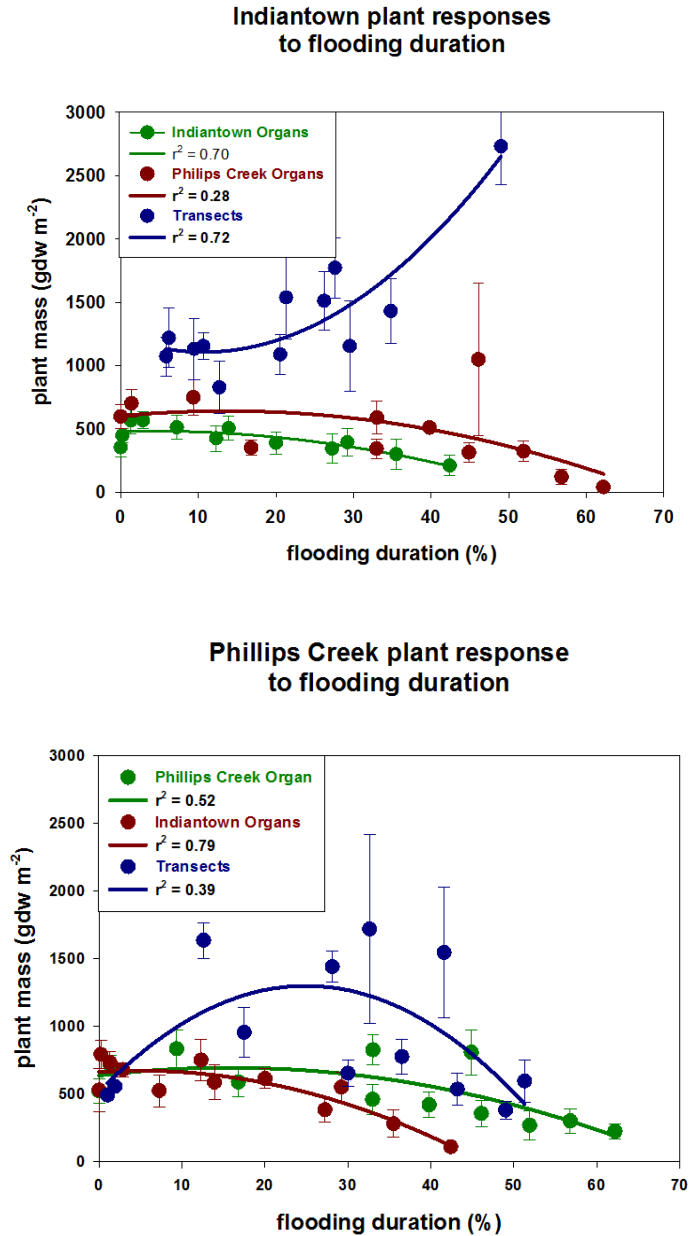 Indiantown plant responses
to flooding duration
plant mass (gdw m-2)
3000
2500
2000
1500
1000
500
0
Indiantown Organs
r2 = 0.70
Philips Creek Organs
r2 = 0.28
Transects
r2 = 0.72
0 10 20 30 40 50 60 70
flooding duration (%)
Phillips Creek plant response
to flooding duration
plant mass (gdw m-2)
3000
2500
2000
1500
1000
500
0
Phillips Creek Organ
r2 = 0.52
Indiantown Organs
r2 = 0.79
Transects
r2 = 0.39
0 10 20 30 40 50 60 70
flooding duration (%)